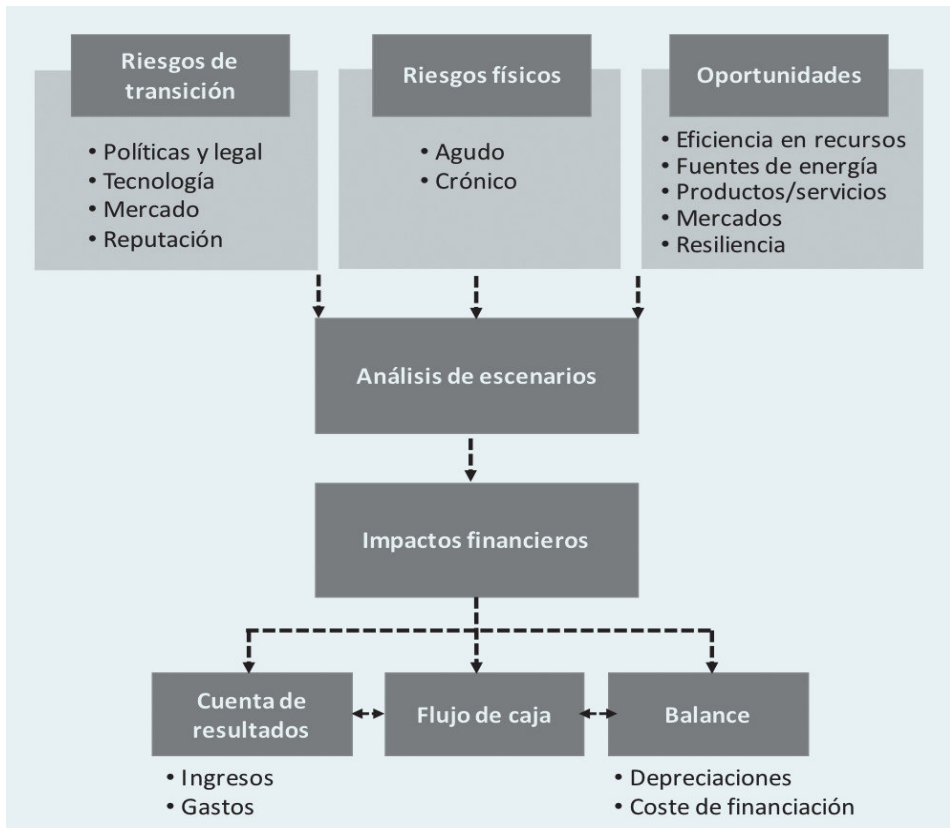 Riesgos de
transición
• Políticas y legal
• Tecnología
• Mercado
• Reputación
Riesgos físicos
• Agudo
• Crónico
Oportunidades
• Eficiencia en recursos
• Fuentes de energía
• Productos/servicios
• Mercados
• Resiliencia
Análisis de escenarios
Impactos financieros
Cuenta de
resultados
• Ingresos
• Gastos
Flujo de caja
Balance
• Depreciaciones
• Coste de financiación